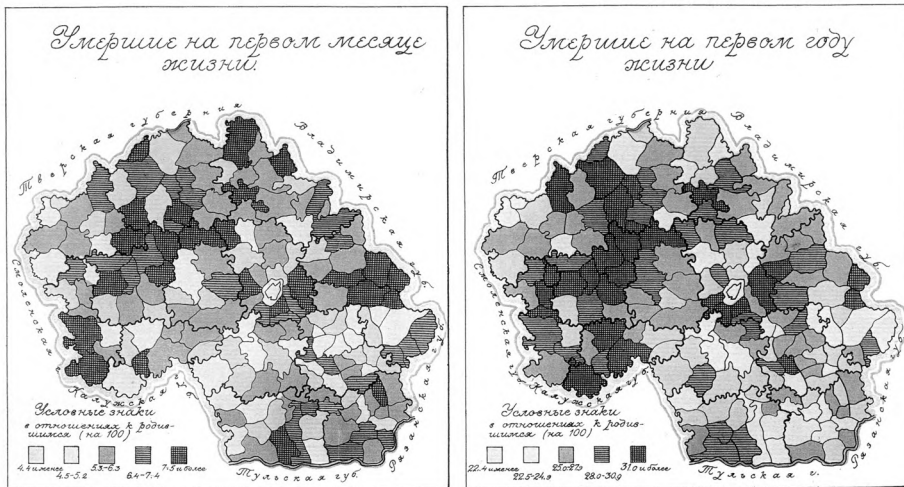 Умершие на первом месяце
жизни.
Тверская губерния
Владимирская губ.
Смоленская г.
Калужская г.
Рязанская губ.
Тульская губ.
Условные знаки
в отношениях к родив-
шимся (на 100)
4.4 и менее
4.5-5.2
5.3-6.3
6.4-7.4
7.5 и более
Умершие на первом году
жизни
Тверская губерния
Владимирская губ.
Смоленская г.
Калужская губ.
Рязанская губ.
Тульская г.
Условные знаки
в отношениях к родив-
шимся (на 100)
22.4 и менее
22.5-24.9
25.0-27.9
28.0-30.9
31.0 и более